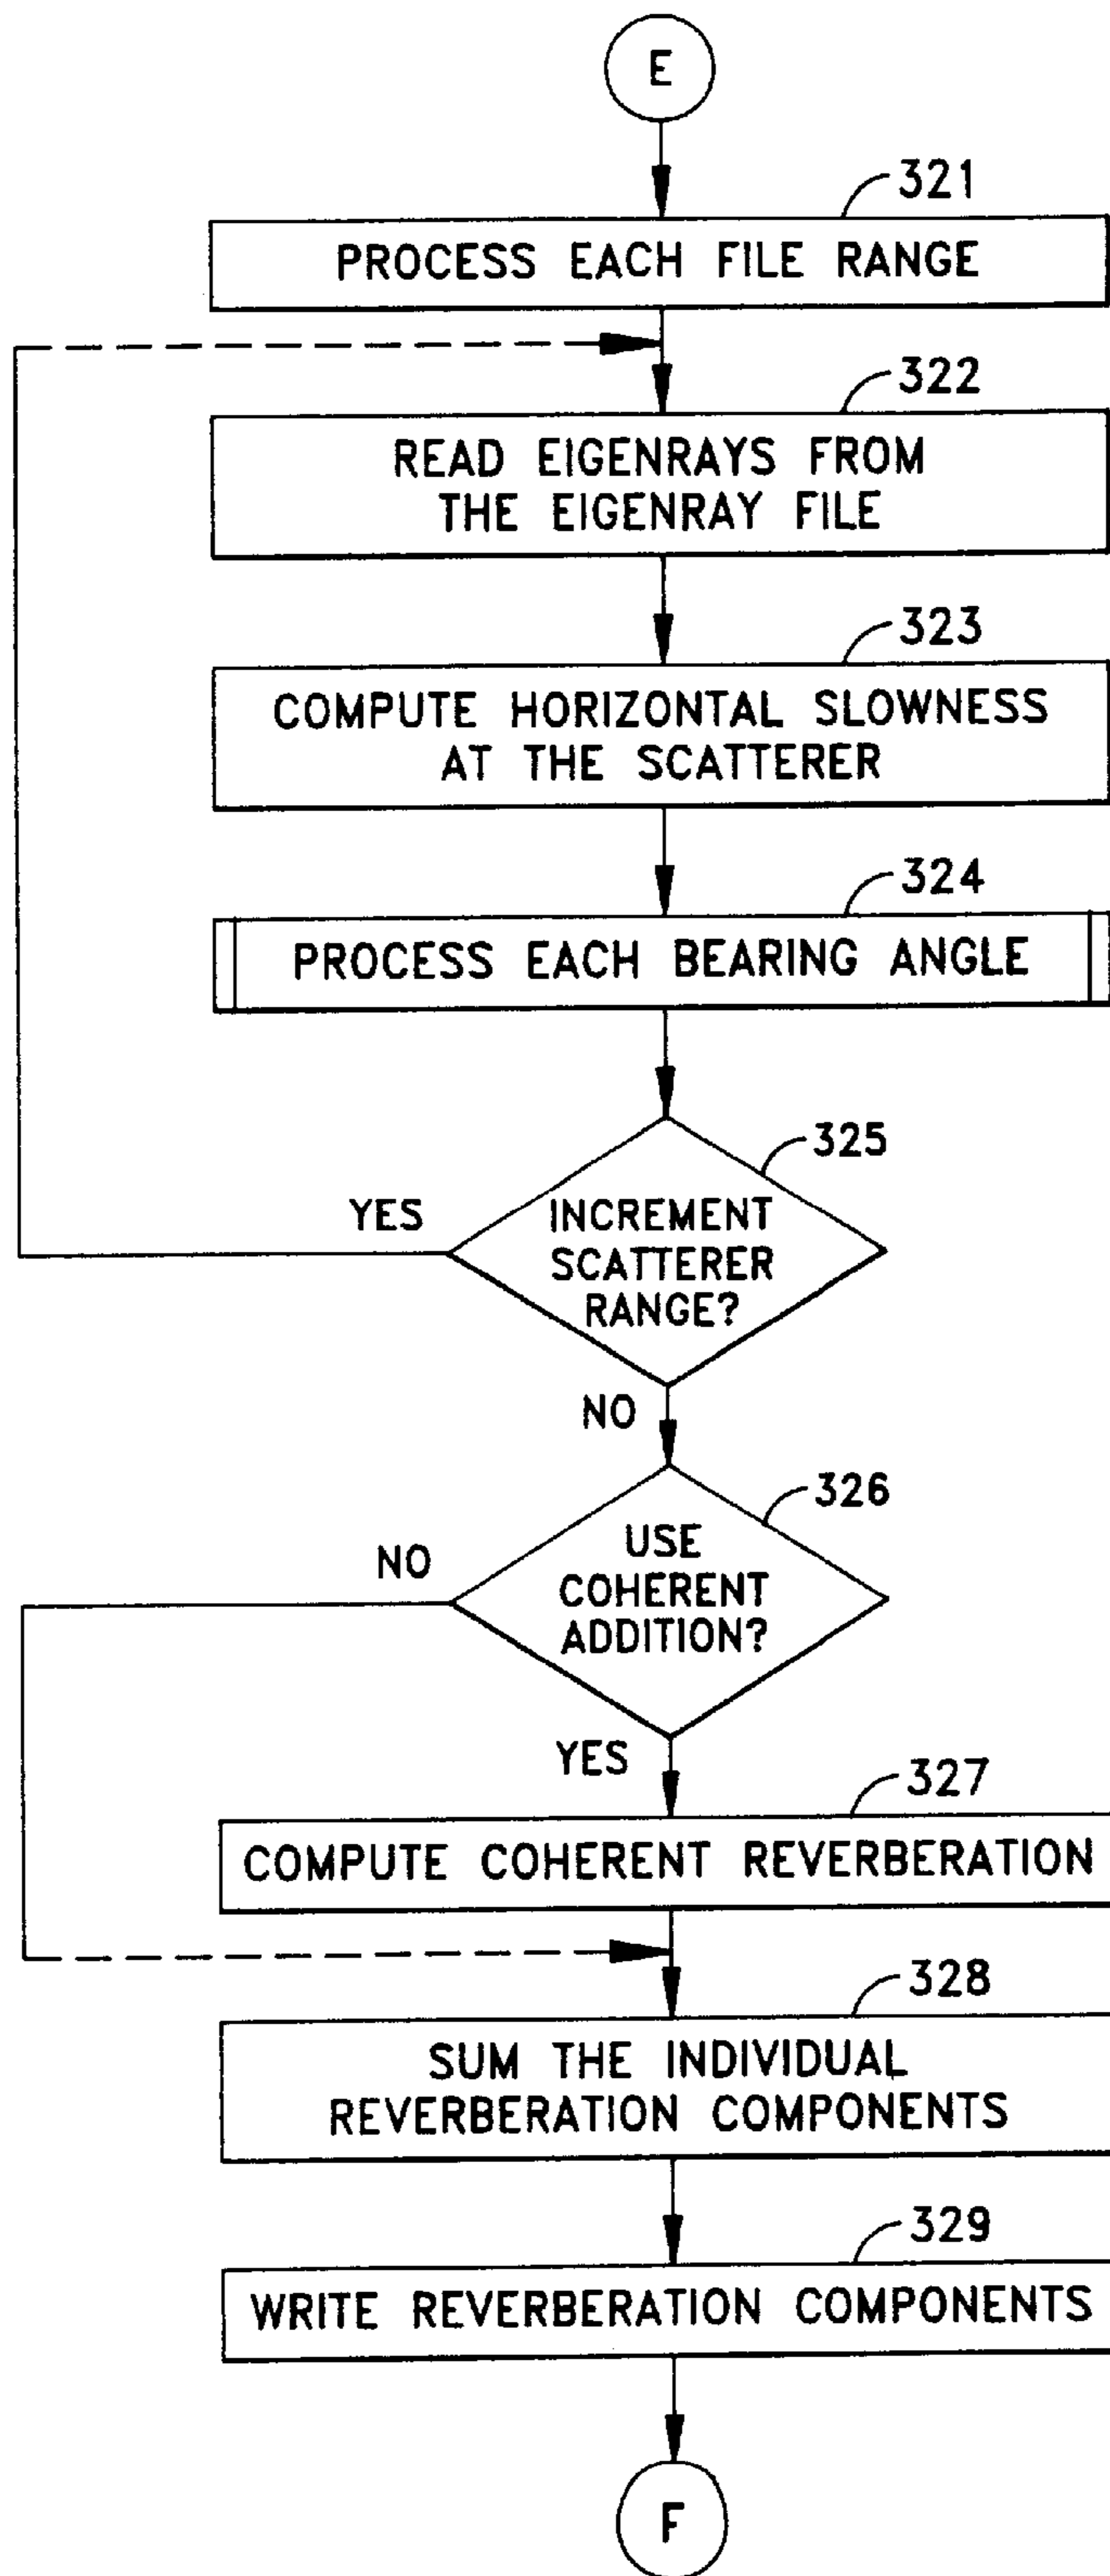 E
321
PROCESS EACH FILE RANGE
322
READ EIGENRAYS FROM
THE EIGENRAY FILE
323
COMPUTE HORIZONTAL SLOWNESS
AT THE SCATTERER
324
PROCESS EACH BEARING ANGLE
325
YES
INCREMENT
SCATTERER
RANGE?
NO
326
NO
USE
COHERENT
ADDITION?
YES
327
COMPUTE COHERENT REVERBERATION
328
SUM THE INDIVIDUAL
REVERBERATION COMPONENTS
329
WRITE REVERBERATION COMPONENTS
F